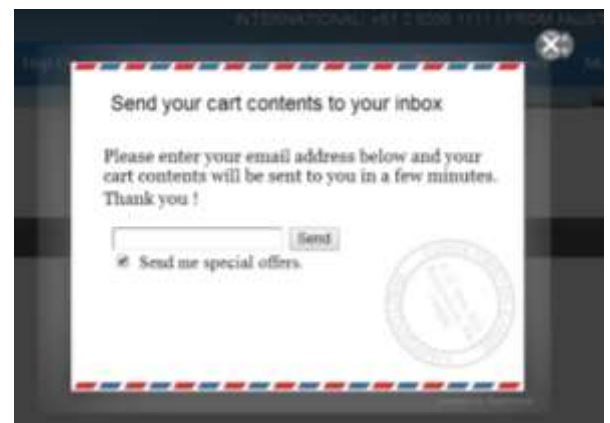 Send your cart contents to your inbox
Please enter your email address below and your
cart contents will be sent to you in a few minutes.
Thank you !
Send
Send me special offers.